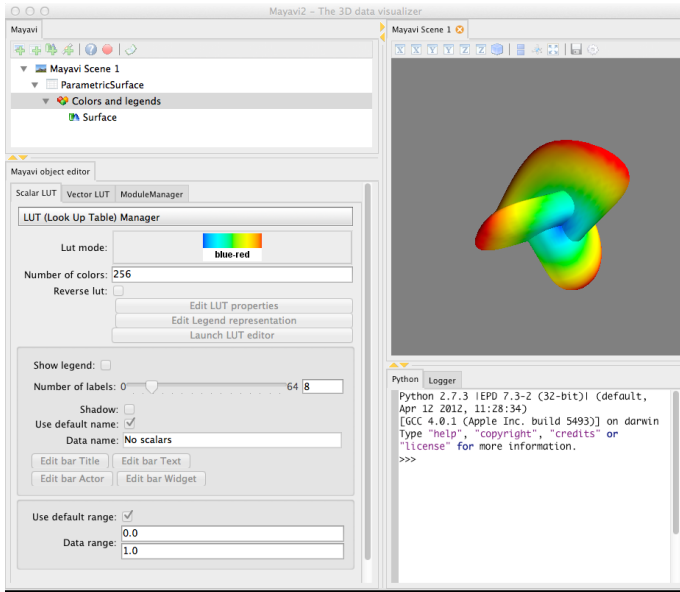 Mayavi2 - The 3D data visualizer
Mayavi
Mayavi Scene 1
ParametricSurface
Colors and legends
Surface
Mayavi object editor
Scalar LUT Vector LUT ModuleManager
LUT (Look Up Table) Manager
Lut mode: blue-red
Number of colors: 256
Reverse lut:
Edit LUT properties
Edit Legend representation
Launch LUT editor
Show legend:
Number of labels: 0 64 8
Shadow:
Use default name:
Data name: No scalars
Edit bar Title Edit bar Text
Edit bar Actor Edit bar Widget
Use default range:
Data range: 0.0
1.0
Mayavi Scene 1
X X Y Y Z Z
Python Logger
Python 2.7.3 |EPD 7.3-2 (32-bit)| (default,
Apr 12 2012, 11:28:34)
[GCC 4.0.1 (Apple Inc. build 5493)] on darwin
Type "help", "copyright", "credits" or
"license" for more information.
>>>